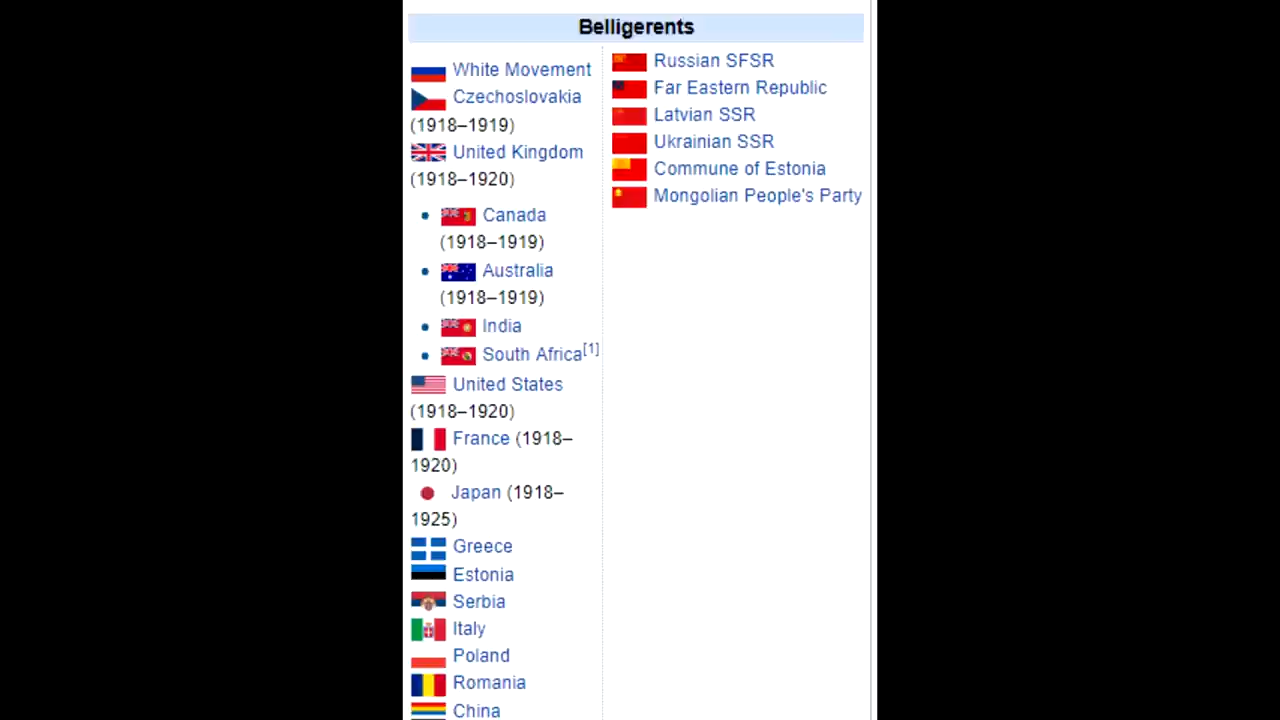 Belligerents
White Movement
Czechoslovakia
(1918–1919)
United Kingdom
(1918–1920)
Canada
(1918–1919)
Australia
(1918–1919)
India
South Africa[1]
United States
(1918–1920)
France (1918–
1920)
Japan (1918–
1925)
Greece
Estonia
Serbia
Italy
Poland
Romania
China
Russian SFSR
Far Eastern Republic
Latvian SSR
Ukrainian SSR
Commune of Estonia
Mongolian People's Party